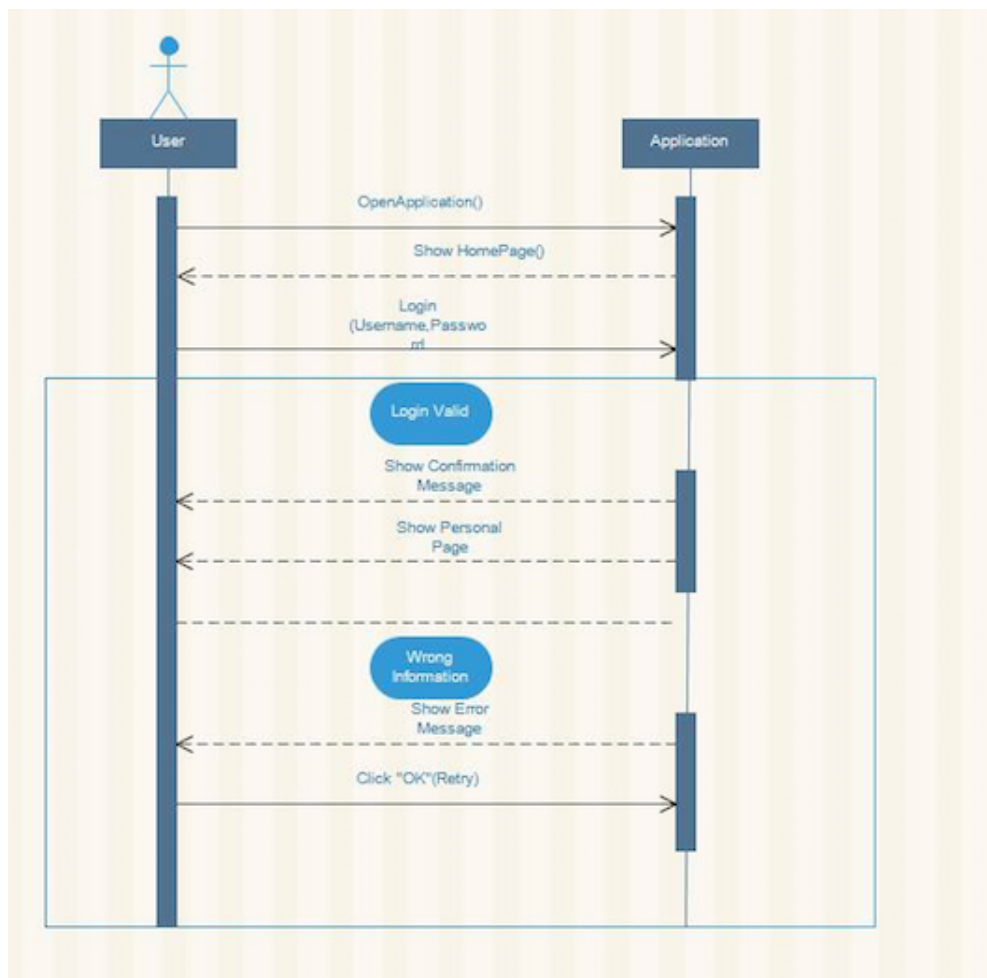 User
Application
OpenApplication()
Show HomePage()
Login
(Username,Passwo
rd
Login Valid
Show Confirmation
Message
Show Personal
Page
Wrong
Information
Show Error
Message
Click "OK"(Retry)